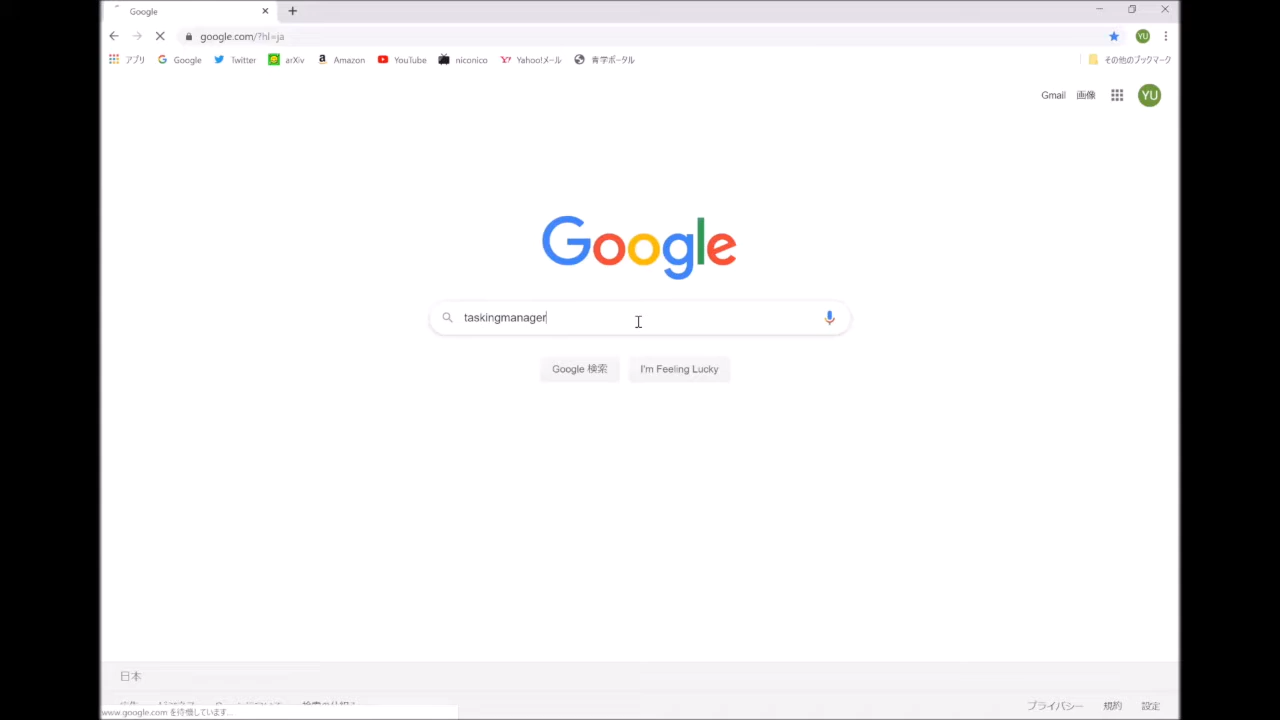 Google
google.com/?hl=ja
アプリ Google Twitter arXiv Amazon YouTube niconico Yahoo!メール 青学ポータル その他のブックマーク
Gmail 画像 YU
Google
taskingmanager
Google 検索 I'm Feeling Lucky
日本
プライバシー 規約 設定
www.google.com を待機しています...